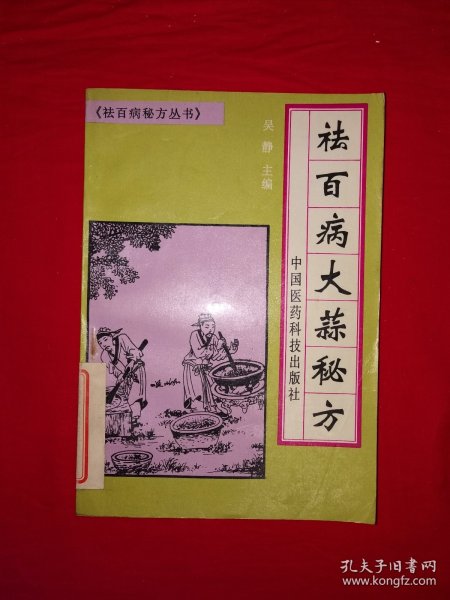 《祛百病秘方丛书》
吴静 主编
祛百病大蒜秘方
中国医药科技出版社
孔夫子旧书网
www.kongfz.com